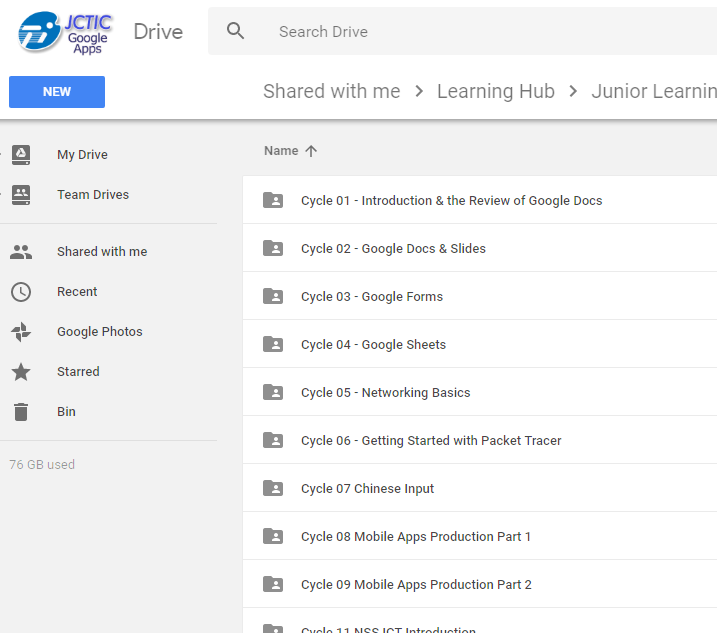 JCTIC
Google
Apps
Drive
Search Drive
NEW
Shared with me > Learning Hub > Junior Learnin
My Drive
Team Drives
Shared with me
Recent
Google Photos
Starred
Bin
76 GB used
Name
Cycle 01 - Introduction & the Review of Google Docs
Cycle 02 - Google Docs & Slides
Cycle 03 - Google Forms
Cycle 04 - Google Sheets
Cycle 05 - Networking Basics
Cycle 06 - Getting Started with Packet Tracer
Cycle 07 Chinese Input
Cycle 08 Mobile Apps Production Part 1
Cycle 09 Mobile Apps Production Part 2
Cycle 11 NSS ICT Introduction